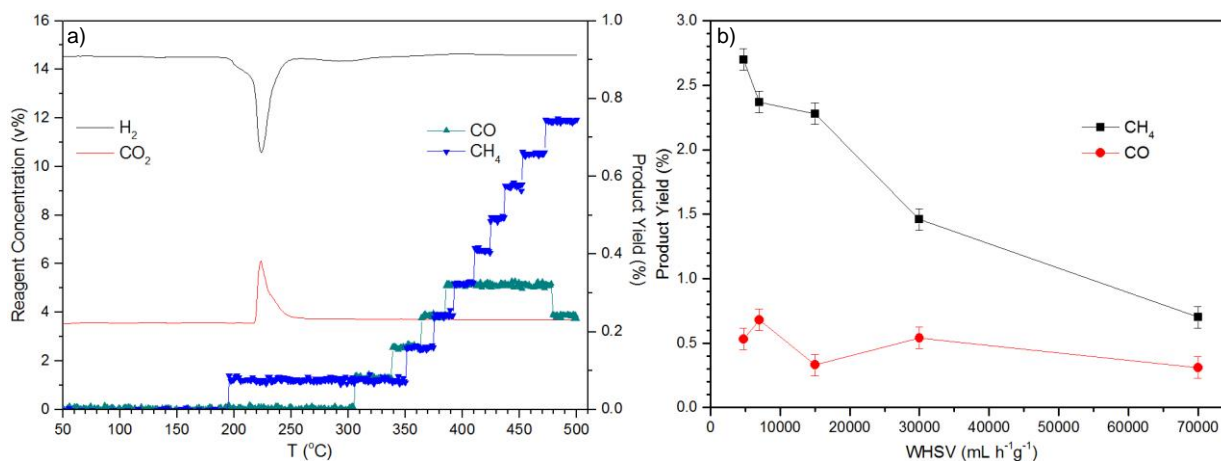 a)
Reagent Concentration (v%)
16
14
12
10
8
6
4
2
0
H₂
CO₂
CO
CH₄
1.0
0.8
0.6
0.4
0.2
0.0
Product Yield (%)
50 100 150 200 250 300 350 400 450 500
T (°C)
b)
Product Yield (%)
3.0
2.5
2.0
1.5
1.0
0.5
0.0
CH₄
CO
0 10000 20000 30000 40000 50000 60000 70000
WHSV (mL h⁻¹g⁻¹)